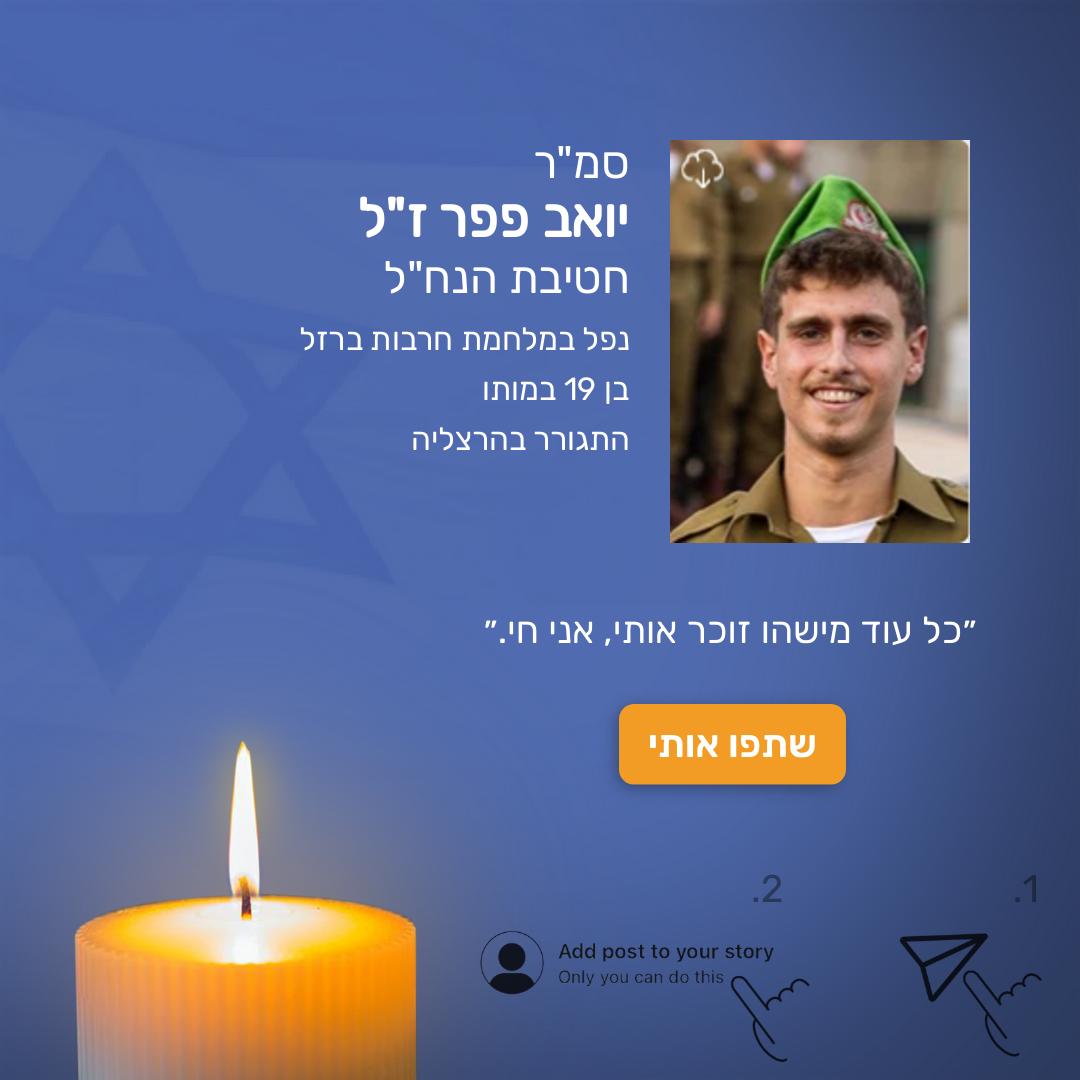 סמ"ר
יואב פפר ז"ל
חטיבת הנח"ל
נפל במלחמת חרבות ברזל
בן 19 במותו
התגורר בהרצליה
״כל עוד מישהו זוכר אותי, אני חי.״
שתפו אותי
1.
2.
Add post to your story
Only you can do this